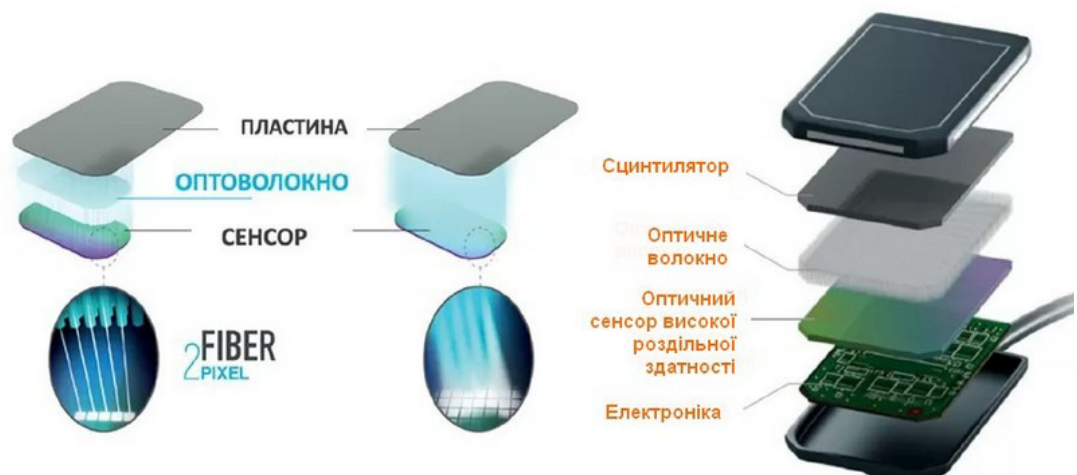 ПЛАСТИНА
ОПТОВОЛОКНО
СЕНСОР
2FIBER
PIXEL
Сцинтилятор
Оптичне
волокно
Оптичний
сенсор високої
роздільної
здатності
Електроніка